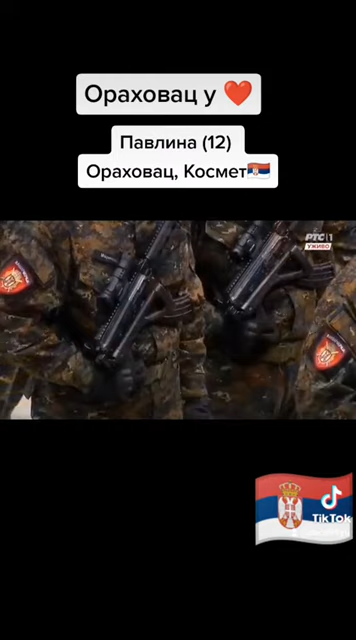 Ораховац у ❤️
Павлина (12)
Ораховац, Космет🇷🇸
РТС 1
УЖИВО
TikTok